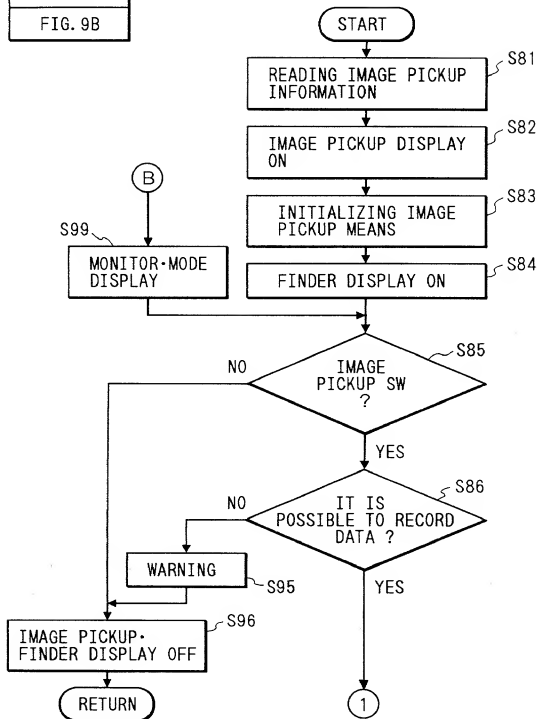 FIG. 9B
START
S81
READING IMAGE PICKUP
INFORMATION
S82
IMAGE PICKUP DISPLAY
ON
B
S83
INITIALIZING IMAGE
PICKUP MEANS
S99
MONITOR·MODE
DISPLAY
S84
FINDER DISPLAY ON
S85
NO
IMAGE
PICKUP SW
?
YES
S86
NO
IT IS
POSSIBLE TO RECORD
DATA ?
WARNING
S95
YES
S96
IMAGE PICKUP·
FINDER DISPLAY OFF
RETURN
1